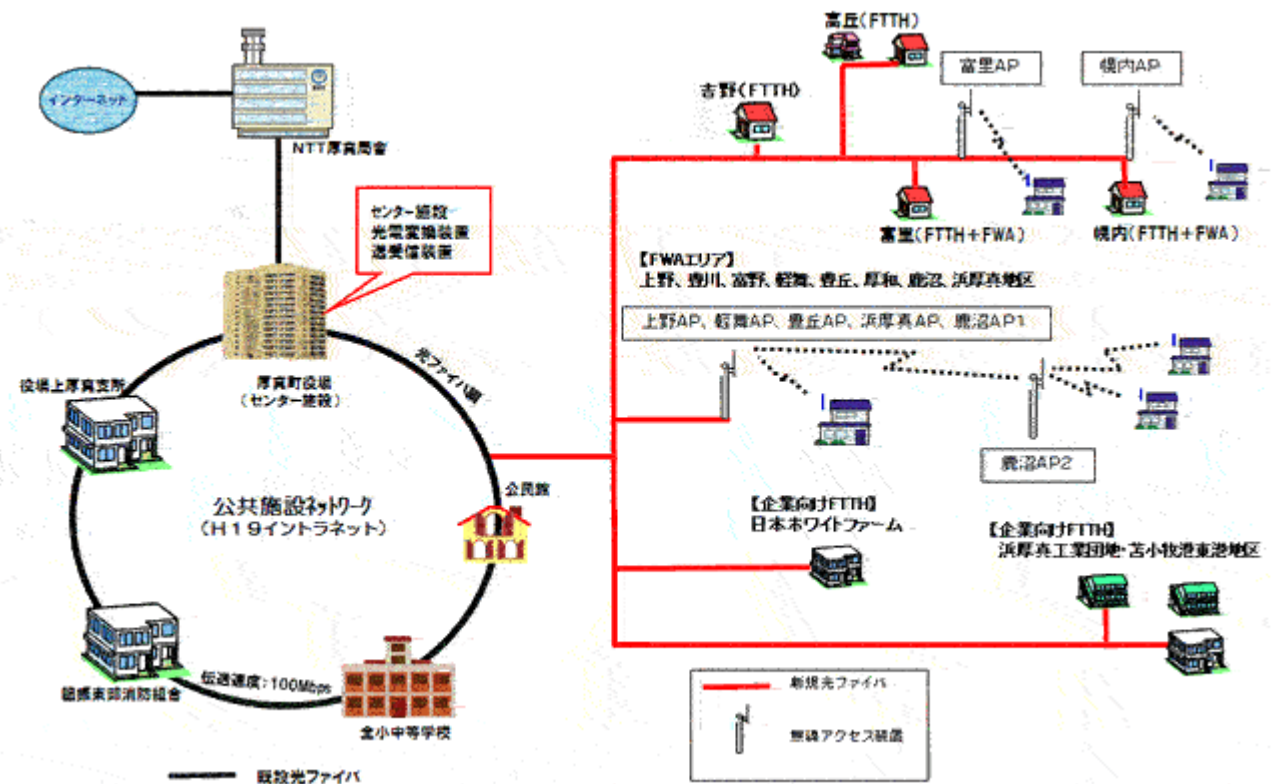 インターネット
NTT厚真局舎
センター施設
光電変換装置
送受信装置
厚真町役場
(センター施設)
役場上厚真支所
光ファイバ網
公民館
公共施設ネットワーク
(H19イントラネット)
胆振東部消防組合
伝送速度:100Mbps
全小中等学校
既設光ファイバ
高丘(FTTH)
吉野(FTTH)
富里AP
幌内AP
富里(FTTH+FWA)
幌内(FTTH+FWA)
【FWAエリア】
上野、豊川、富野、軽舞、豊丘、厚和、鹿沼、浜厚真地区
上野AP、軽舞AP、豊丘AP、浜厚真AP、鹿沼AP1
鹿沼AP2
【企業向けFTTH】
日本ホワイトファーム
【企業向けFTTH】
浜厚真工業団地・苫小牧港東港地区
新規光ファイバ
無線アクセス装置